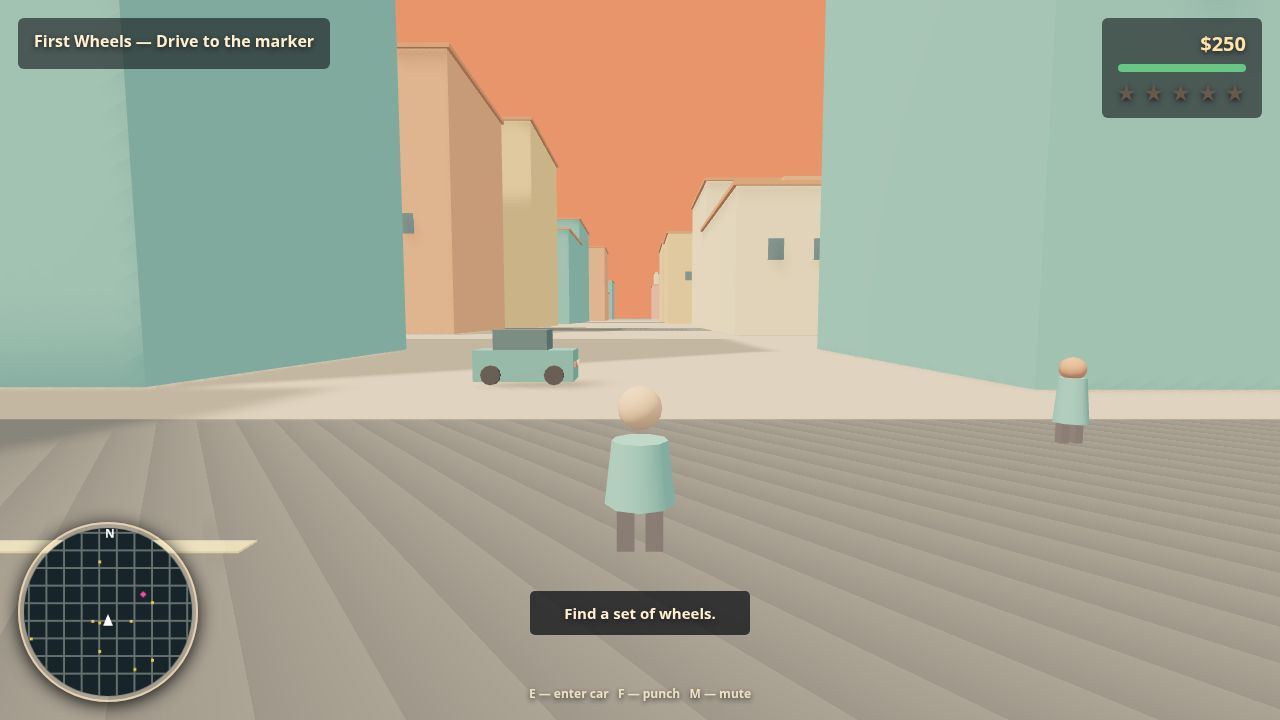 First Wheels — Drive to the marker
$250
N
Find a set of wheels.
E — enter car F — punch M — mute